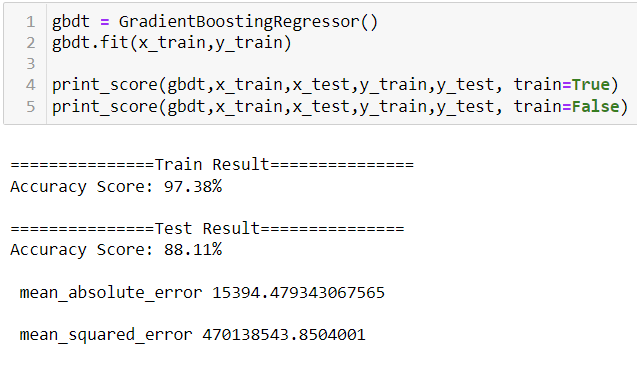 1 gbdt = GradientBoostingRegressor()
2 gbdt.fit(x_train,y_train)
3
4 print_score(gbdt,x_train,x_test,y_train,y_test, train=True)
5 print_score(gbdt,x_train,x_test,y_train,y_test, train=False)
===============Train Result===============
Accuracy Score: 97.38%
===============Test Result===============
Accuracy Score: 88.11%
mean_absolute_error 15394.479343067565
mean_squared_error 470138543.8504001